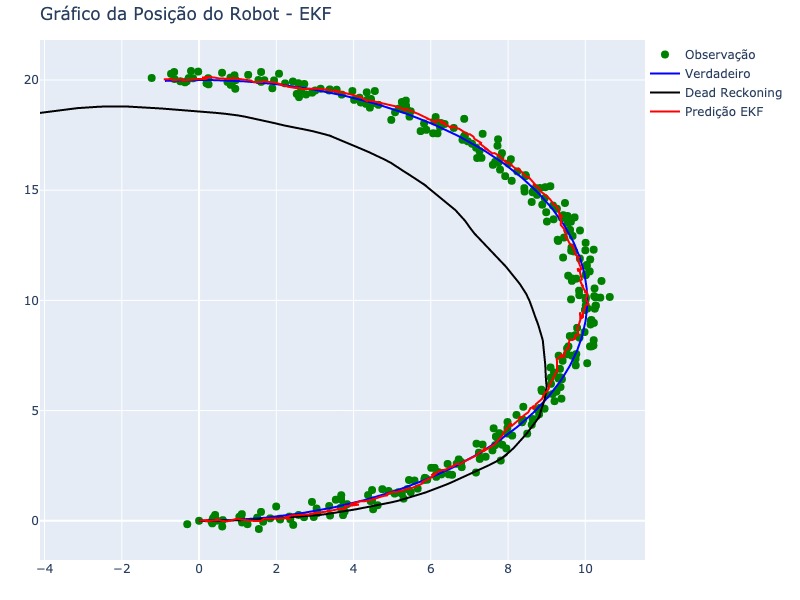 Gráfico da Posição do Robot - EKF
Observação
Verdadeiro
Dead Reckoning
Predição EKF
20
15
10
5
0
−4
−2
0
2
4
6
8
10